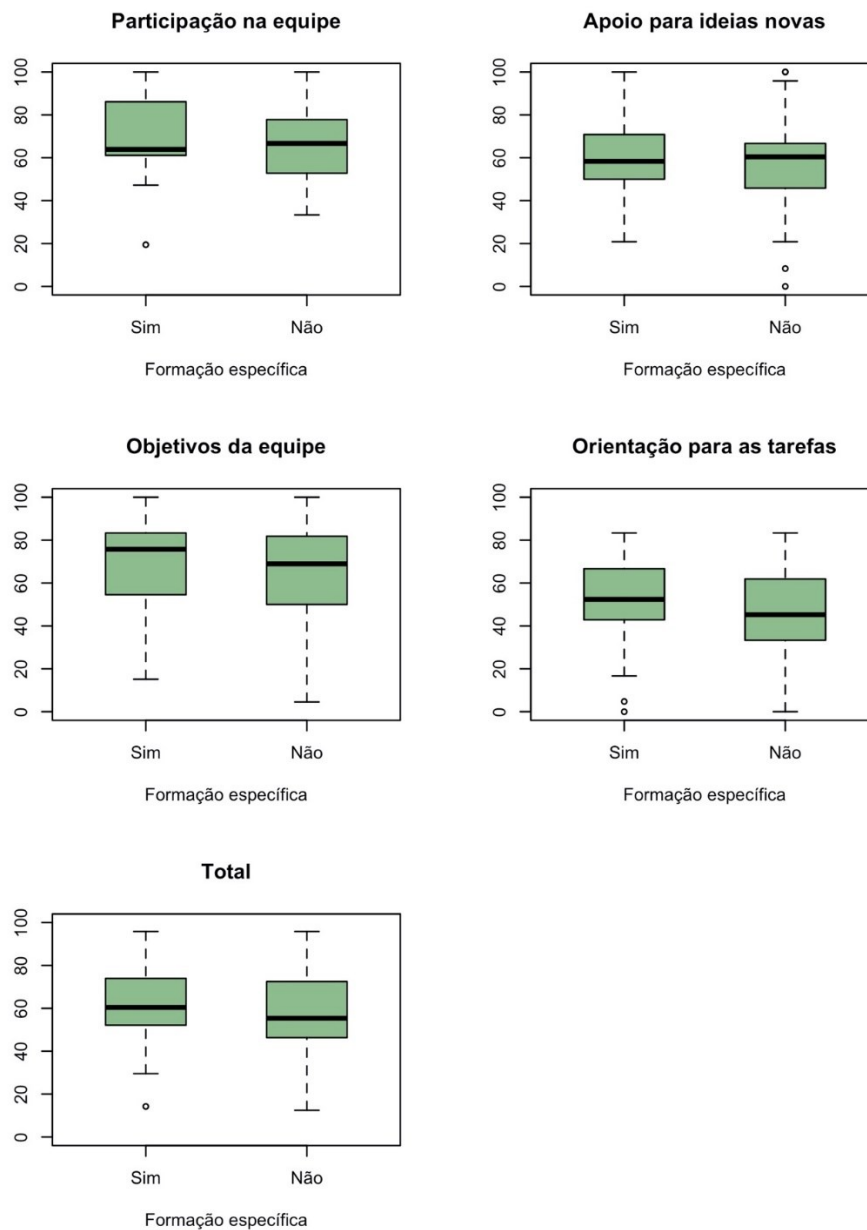 Participação na equipe
100
80
60
40
20
0
Sim
Não
Formação específica
Apoio para ideias novas
100
80
60
40
20
0
Sim
Não
Formação específica
Objetivos da equipe
100
80
60
40
20
0
Sim
Não
Formação específica
Orientação para as tarefas
100
80
60
40
20
0
Sim
Não
Formação específica
Total
100
80
60
40
20
0
Sim
Não
Formação específica